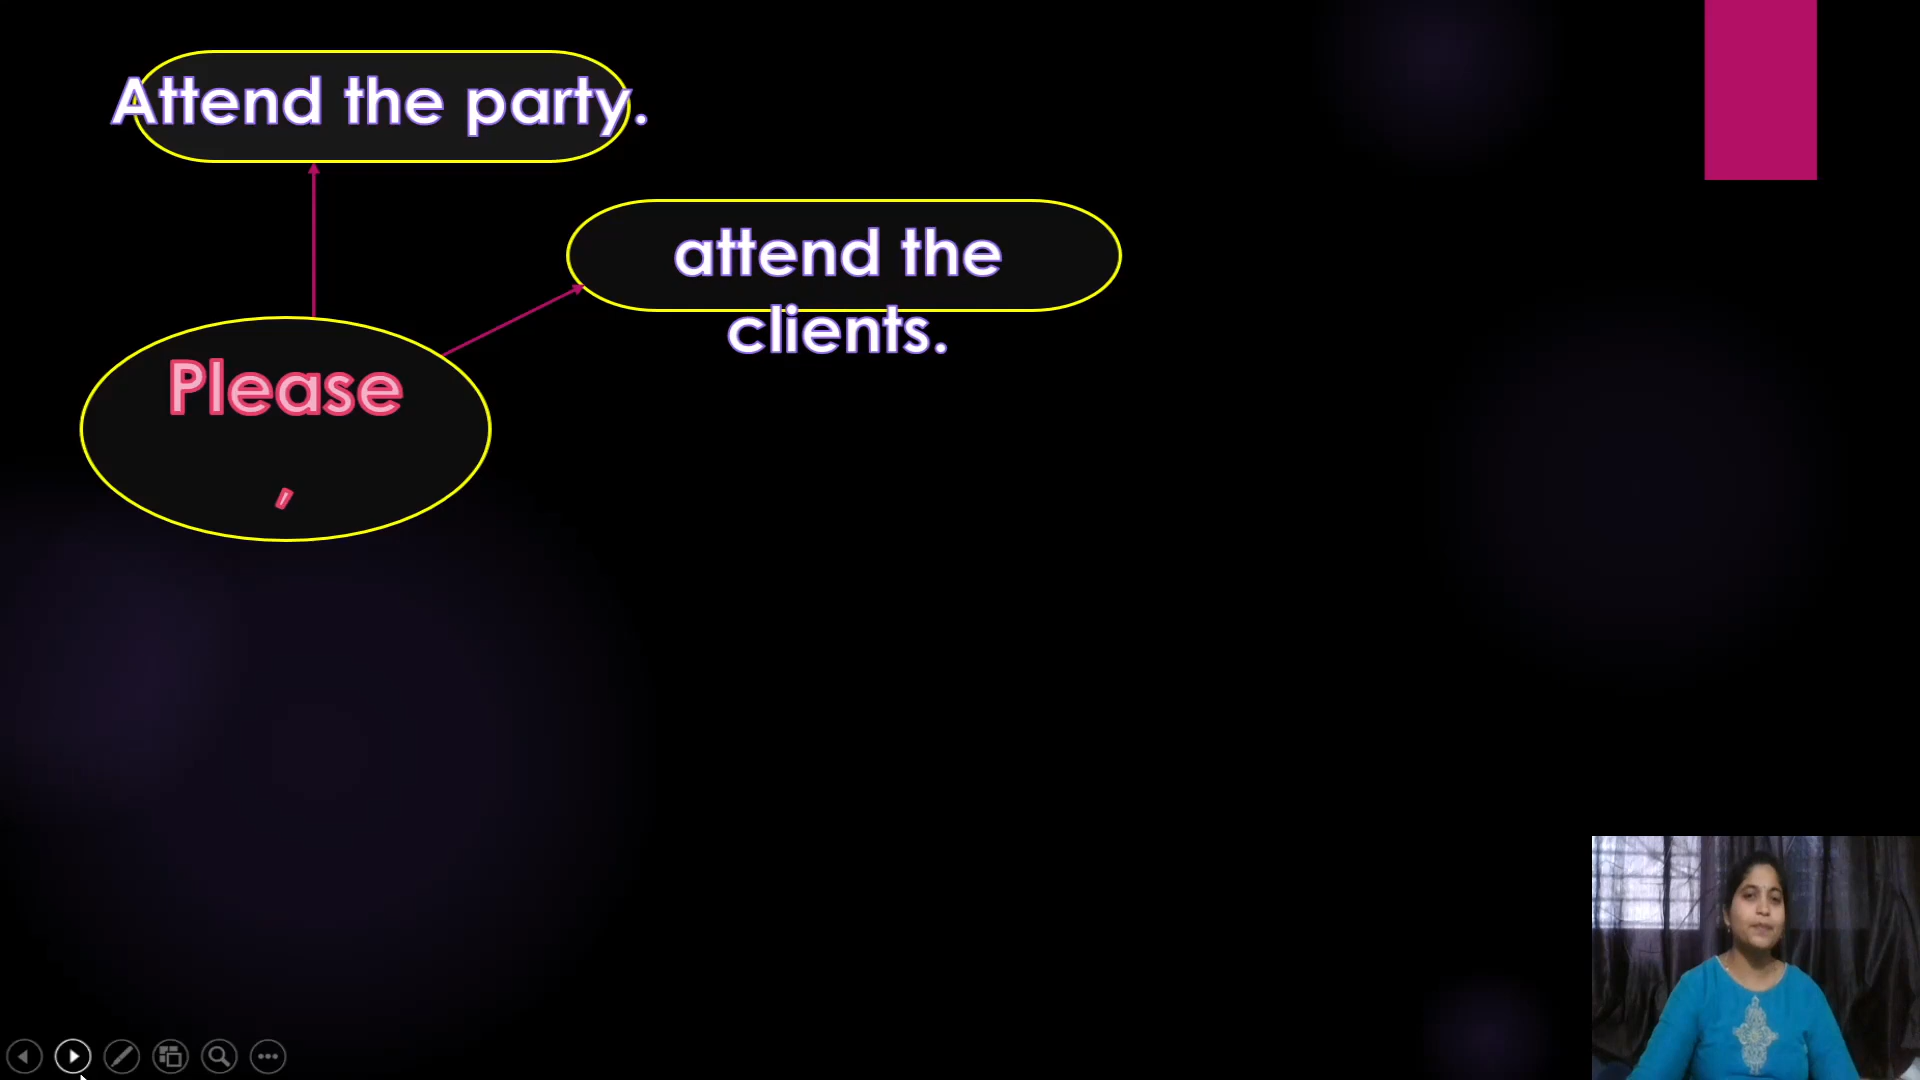 Attend the party.
attend the
clients.
Please
,